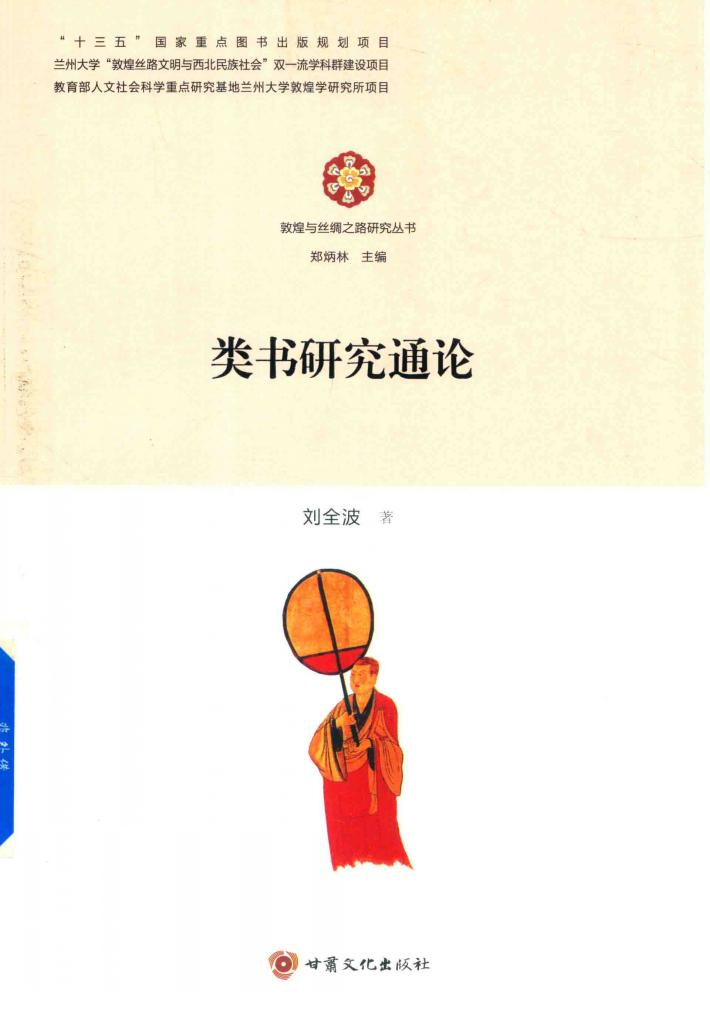 “十三五”国家重点图书出版规划项目
兰州大学“敦煌丝路文明与西北民族社会”双一流学科群建设项目
教育部人文社会科学重点研究基地兰州大学敦煌学研究所项目
敦煌与丝绸之路研究丛书
郑炳林 主编
类书研究通论
刘全波 著
甘肃文化出版社